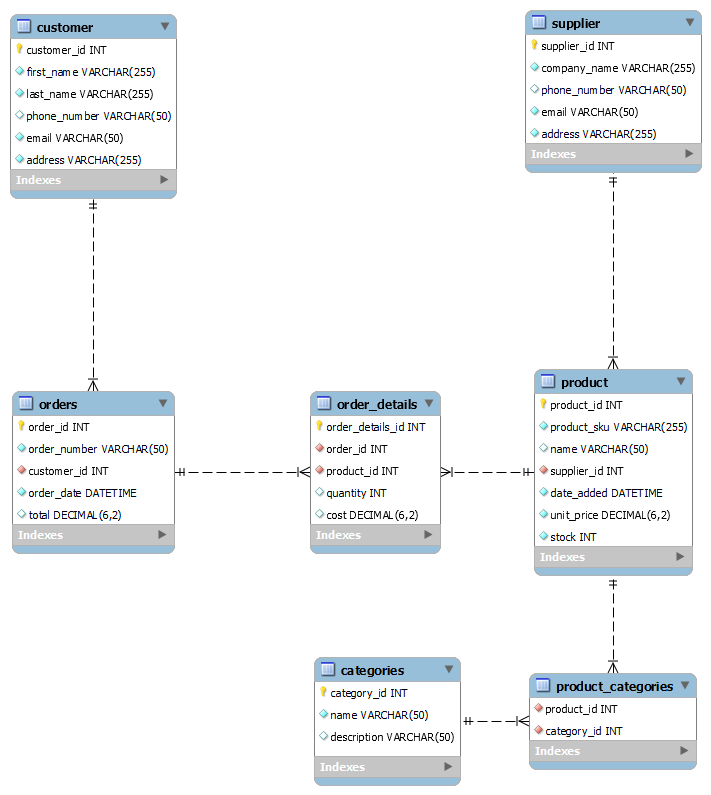 customer
customer_id INT
first_name VARCHAR(255)
last_name VARCHAR(255)
phone_number VARCHAR(50)
email VARCHAR(50)
address VARCHAR(255)
Indexes
supplier
supplier_id INT
company_name VARCHAR(255)
phone_number VARCHAR(50)
email VARCHAR(50)
address VARCHAR(255)
Indexes
orders
order_id INT
order_number VARCHAR(50)
customer_id INT
order_date DATETIME
total DECIMAL(6,2)
Indexes
order_details
order_details_id INT
order_id INT
product_id INT
quantity INT
cost DECIMAL(6,2)
Indexes
product
product_id INT
product_sku VARCHAR(255)
name VARCHAR(50)
supplier_id INT
date_added DATETIME
unit_price DECIMAL(6,2)
stock INT
Indexes
categories
category_id INT
name VARCHAR(50)
description VARCHAR(50)
Indexes
product_categories
product_id INT
category_id INT
Indexes